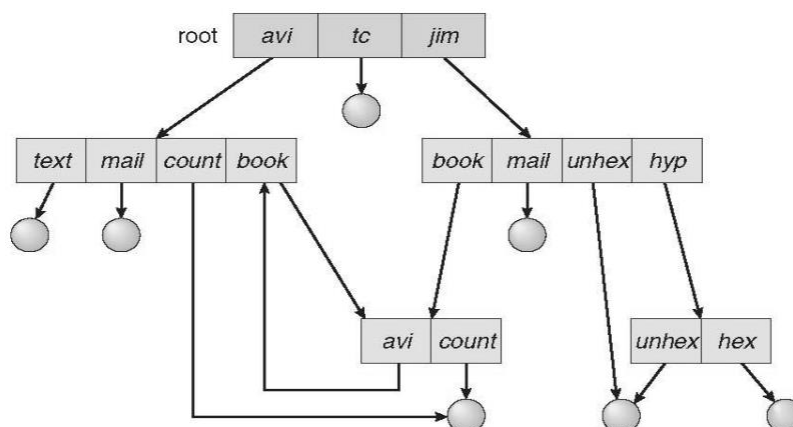 root avi tc jim
text mail count book
book mail unhex hyp
avi count
unhex hex